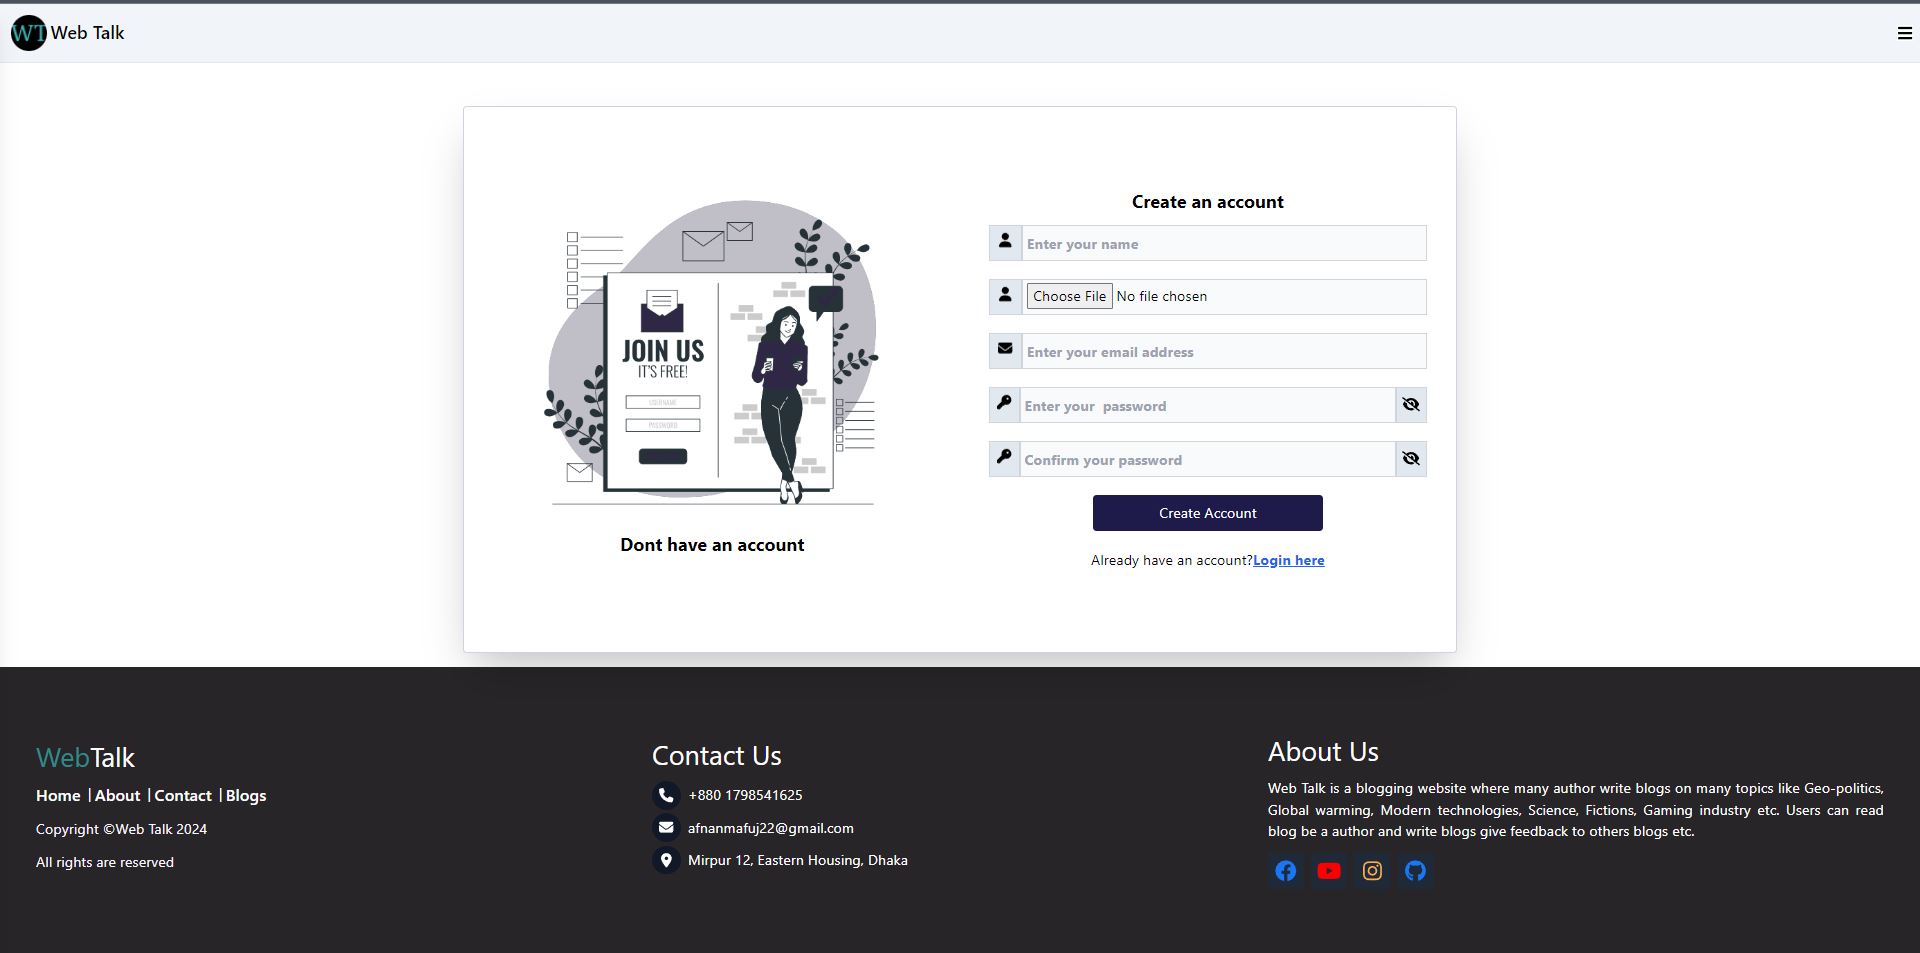 WT Web Talk
JOIN US
IT'S FREE!
USERNAME
PASSWORD
Dont have an account
Create an account
Enter your name
Choose File No file chosen
Enter your email address
Enter your  password
Confirm your password
Create Account
Already have an account?Login here
WebTalk
Home | About | Contact | Blogs
Copyright ©Web Talk 2024
All rights are reserved
Contact Us
+880 1798541625
afnanmafuj22@gmail.com
Mirpur 12, Eastern Housing, Dhaka
About Us
Web Talk is a blogging website where many author write blogs on many topics like Geo-politics,
Global warming, Modern technologies, Science, Fictions, Gaming industry etc. Users can read
blog be a author and write blogs give feedback to others blogs etc.